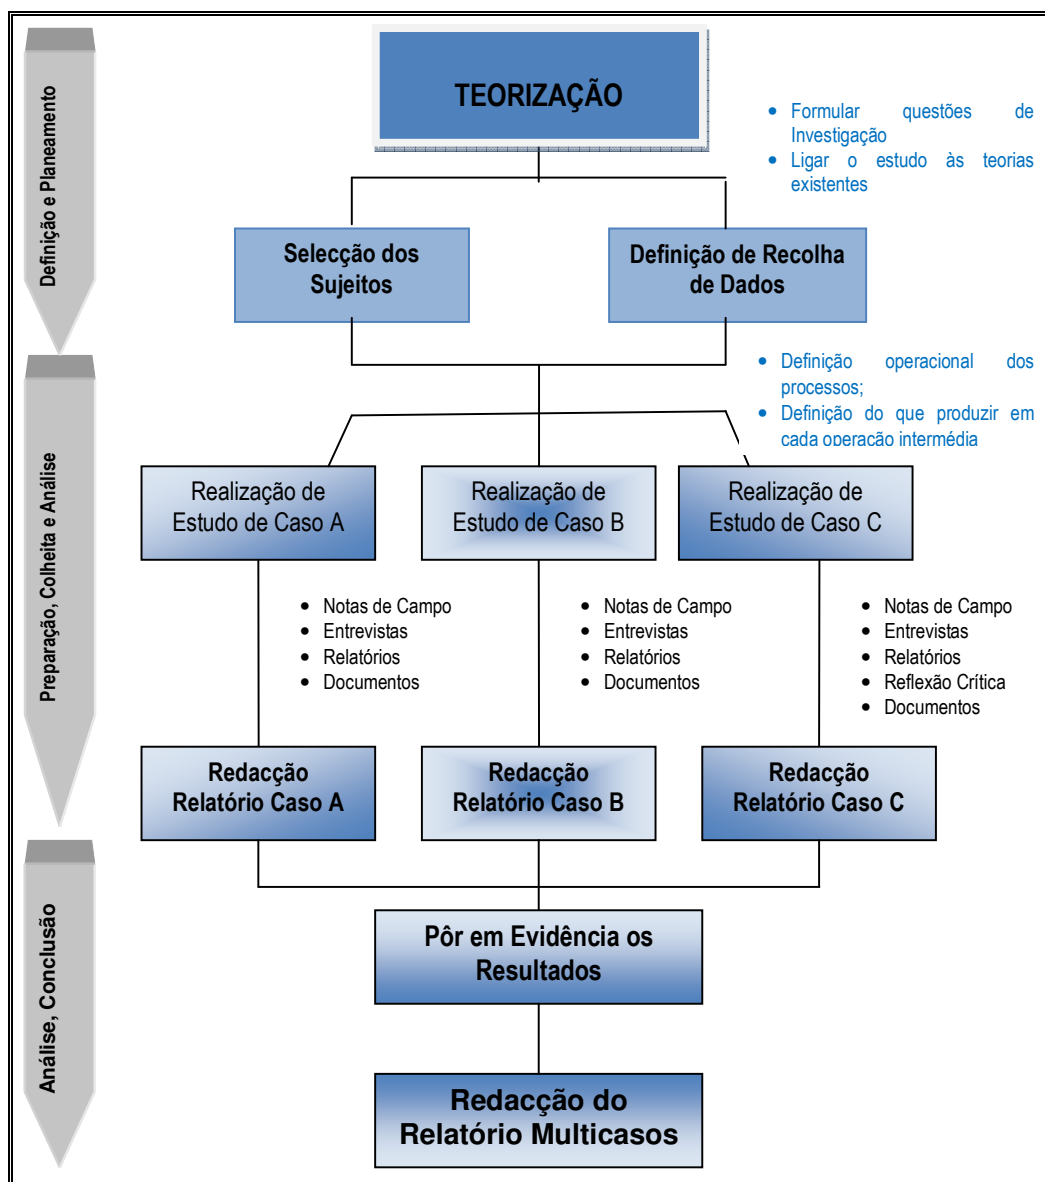 Definição e Planeamento
TEORIZAÇÃO
• Formular questões de
Investigação
• Ligar o estudo às teorias
existentes
Selecção dos
Sujeitos
Definição de Recolha
de Dados
• Definição operacional dos
processos;
• Definição do que produzir em
cada operação intermédia
Preparação, Colheita e Análise
Realização de
Estudo de Caso A
Realização de
Estudo de Caso B
Realização de
Estudo de Caso C
• Notas de Campo
• Entrevistas
• Relatórios
• Documentos
• Notas de Campo
• Entrevistas
• Relatórios
• Documentos
• Notas de Campo
• Entrevistas
• Relatórios
• Reflexão Crítica
• Documentos
Redacção
Relatório Caso A
Redacção
Relatório Caso B
Redacção
Relatório Caso C
Análise, Conclusão
Pôr em Evidência os
Resultados
Redacção do
Relatório Multicasos